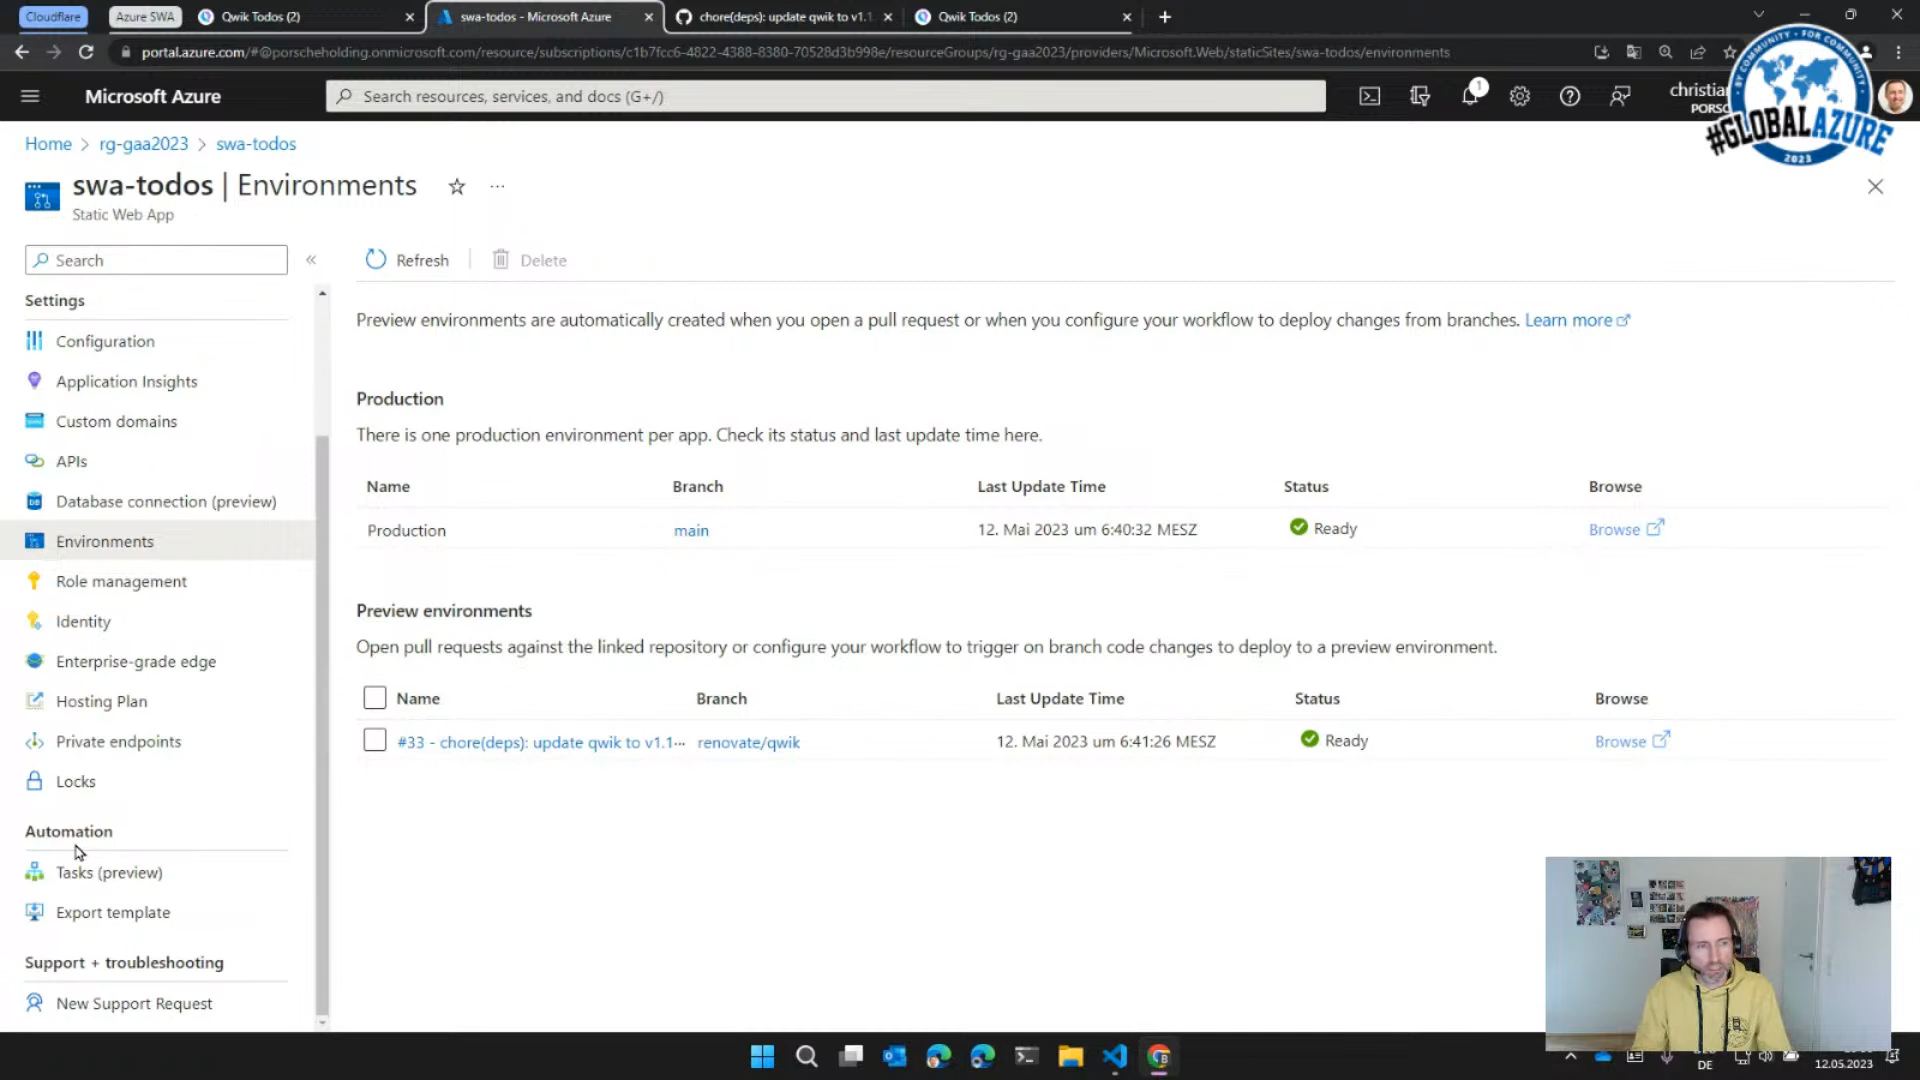 Cloudflare
Azure SWA
Qwik Todos (2)
swa-todos - Microsoft Azure
chore(deps): update qwik to v1.1
Qwik Todos (2)
portal.azure.com/#@porscheholding.onmicrosoft.com/resource/subscriptions/c1b7fcc6-4822-4388-8380-70528d3b998e/resourceGroups/rg-gaa2023/providers/Microsoft.Web/staticSites/swa-todos/environments
Microsoft Azure
Search resources, services, and docs (G+/)
1
christia
PORSC
BY COMMUNITY - FOR COMMUNITY
#GLOBALAZURE
2023
Home > rg-gaa2023 > swa-todos
swa-todos | Environments
Static Web App
Search
Refresh
Delete
Settings
Configuration
Application Insights
Custom domains
APIs
Database connection (preview)
Environments
Role management
Identity
Enterprise-grade edge
Hosting Plan
Private endpoints
Locks
Automation
Tasks (preview)
Export template
Support + troubleshooting
New Support Request
Preview environments are automatically created when you open a pull request or when you configure your workflow to deploy changes from branches. Learn more
Production
There is one production environment per app. Check its status and last update time here.
Name Branch Last Update Time Status Browse
Production main 12. Mai 2023 um 6:40:32 MESZ Ready Browse
Preview environments
Open pull requests against the linked repository or configure your workflow to trigger on branch code changes to deploy to a preview environment.
Name Branch Last Update Time Status Browse
#33 - chore(deps): update qwik to v1.1··· renovate/qwik 12. Mai 2023 um 6:41:26 MESZ Ready Browse
DE
12.05.2023